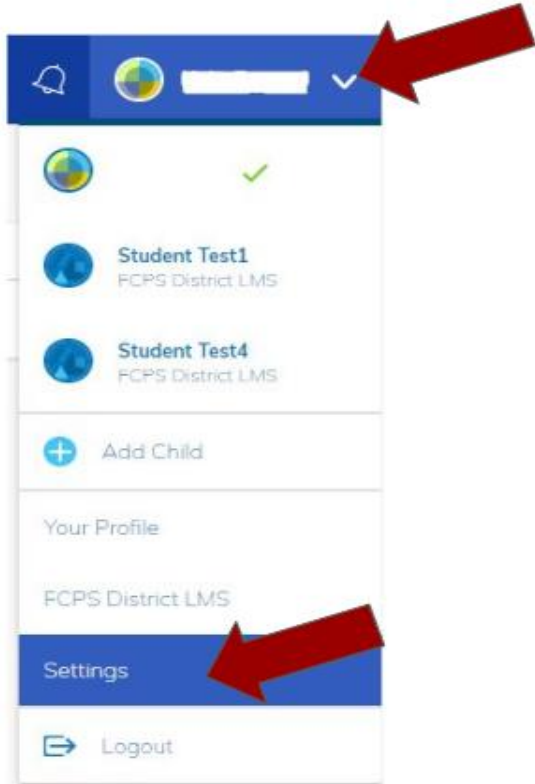 Student Test1
FCPS District LMS
Student Test4
FCPS District LMS
Add Child
Your Profile
FCPS District LMS
Settings
Logout